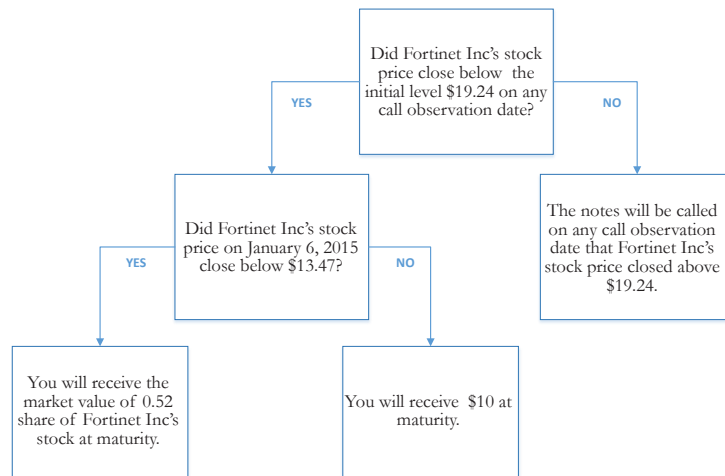 Did Fortinet Inc's stock
price close below the
initial level $19.24 on any
call observation date?
YES
NO
Did Fortinet Inc's stock
price on January 6, 2015
close below $13.47?
The notes will be called
on any call observation
date that Fortinet Inc's
stock price closed above
$19.24.
YES
NO
You will receive the
market value of 0.52
share of Fortinet Inc's
stock at maturity.
You will receive $10 at
maturity.